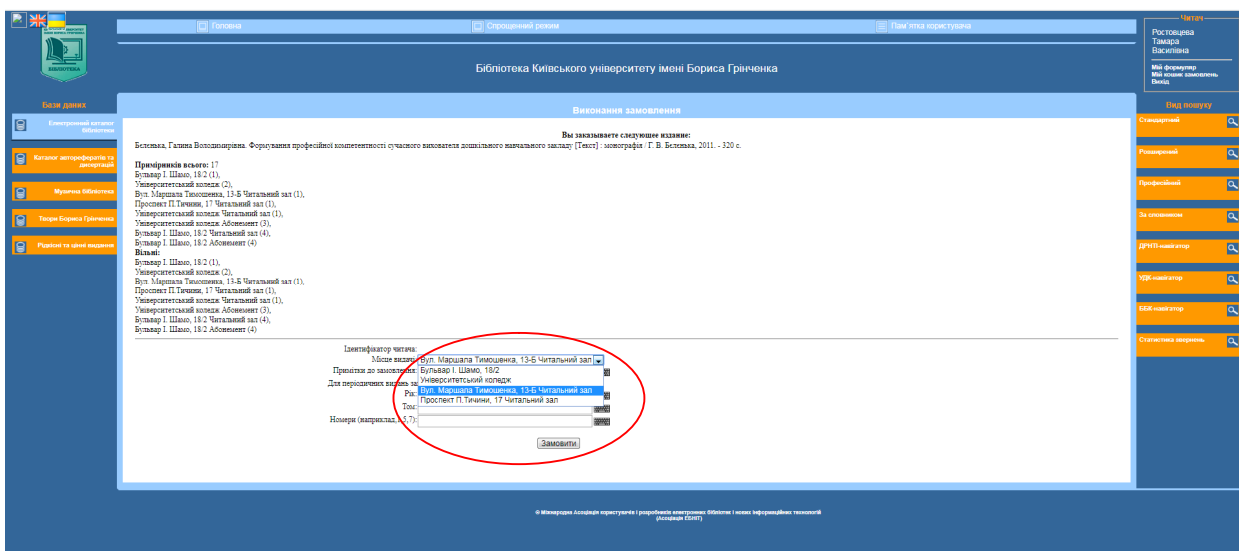 Головна
Спрощенний режим
Пам'ятка користувача
Читач
Ростовцева
Тамара
Василівна
Мій формуляр
Мій кошик замовлень
Вихід
БІБЛІОТЕКА
Бібліотека Київського університету імені Бориса Грінченка
Бази даних
Електронний каталог
бібліотеки
Каталог авторефератів та
дисертацій
Музична бібліотека
Твори Бориса Грінченка
Рідкісні та цінні видання
Виконання замовлення
Вы заказываете следующее издание:
Бєлєнька, Галина Володимирівна. Формування професійної компетентності сучасного вихователя дошкільного навчального закладу [Текст] : монографія / Г. В. Бєлєнька, 2011. - 320 с.
Примірників всього: 17
Бульвар І. Шамо, 18/2 (1),
Університетський коледж (2),
Вул. Маршала Тимошенка, 13-Б Читальний зал (1),
Проспект П.Тичини, 17 Читальний зал (1),
Університетський коледж Читальний зал (1),
Університетський коледж Абонемент (3),
Бульвар І. Шамо, 18/2 Читальний зал (4),
Бульвар І. Шамо, 18/2 Абонемент (4)
Вільні:
Бульвар І. Шамо, 18/2 (1),
Університетський коледж (2),
Вул. Маршала Тимошенка, 13-Б Читальний зал (1),
Проспект П.Тичини, 17 Читальний зал (1),
Університетський коледж Читальний зал (1),
Університетський коледж Абонемент (3),
Бульвар І. Шамо, 18/2 Читальний зал (4),
Бульвар І. Шамо, 18/2 Абонемент (4)
Ідентифікатор читача:
Місце видачі: Вул. Маршала Тимошенка, 13-Б Читальний зал
Примітки до замовлення: Бульвар І. Шамо, 18/2
Університетський коледж
Для періодичних видань за
Вул. Маршала Тимошенка, 13-Б Читальний зал
Рік:
Проспект П.Тичини, 17 Читальний зал
Том:
Номери (наприклад,1,5,7):
Замовити
Вид пошуку
Стандартний
Розширений
Професійний
За словником
ДРНТІ-навігатор
УДК-навігатор
ББК-навігатор
Статистика звернень
© Міжнародна Асоціація користувачів і розробників електронних бібліотек і нових інформаційних технологій
(Асоціація ЕБНІТ)